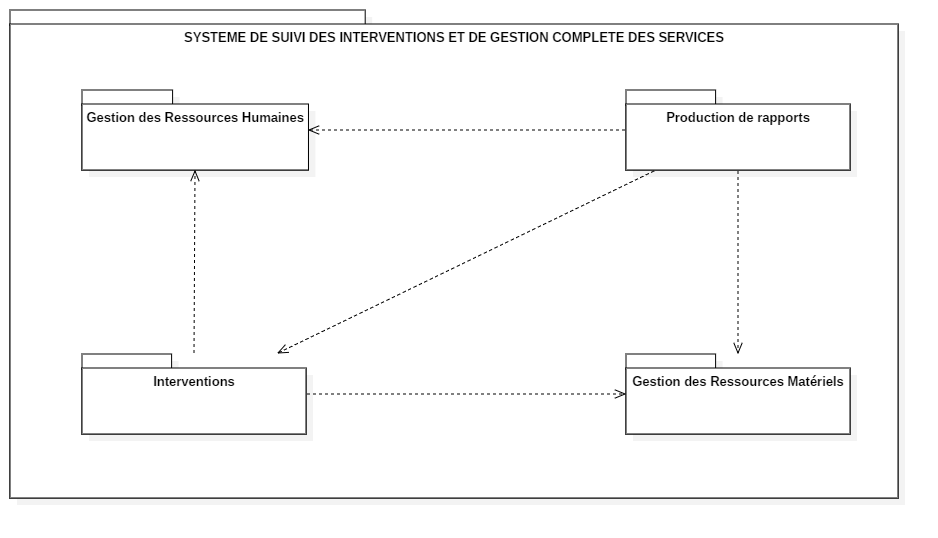 SYSTEME DE SUIVI DES INTERVENTIONS ET DE GESTION COMPLETE DES SERVICES
Gestion des Ressources Humaines
Production de rapports
Interventions
Gestion des Ressources Matériels